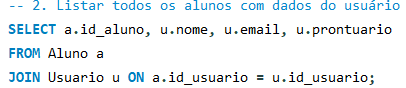 -- 2. Listar todos os alunos com dados do usuário
SELECT a.id_aluno, u.nome, u.email, u.prontuario
FROM Aluno a
JOIN Usuario u ON a.id_usuario = u.id_usuario;